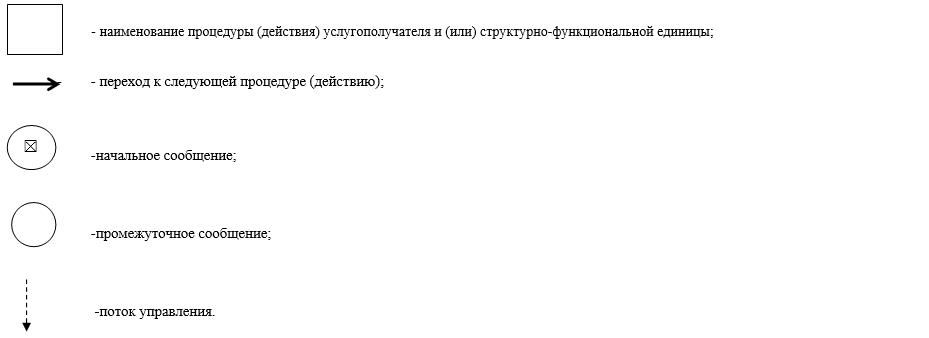 - наименование процедуры (действия) услугополучателя и (или) структурно-функциональной единицы;
- переход к следующей процедуре (действию);
-начальное сообщение;
-промежуточное сообщение;
-поток управления.